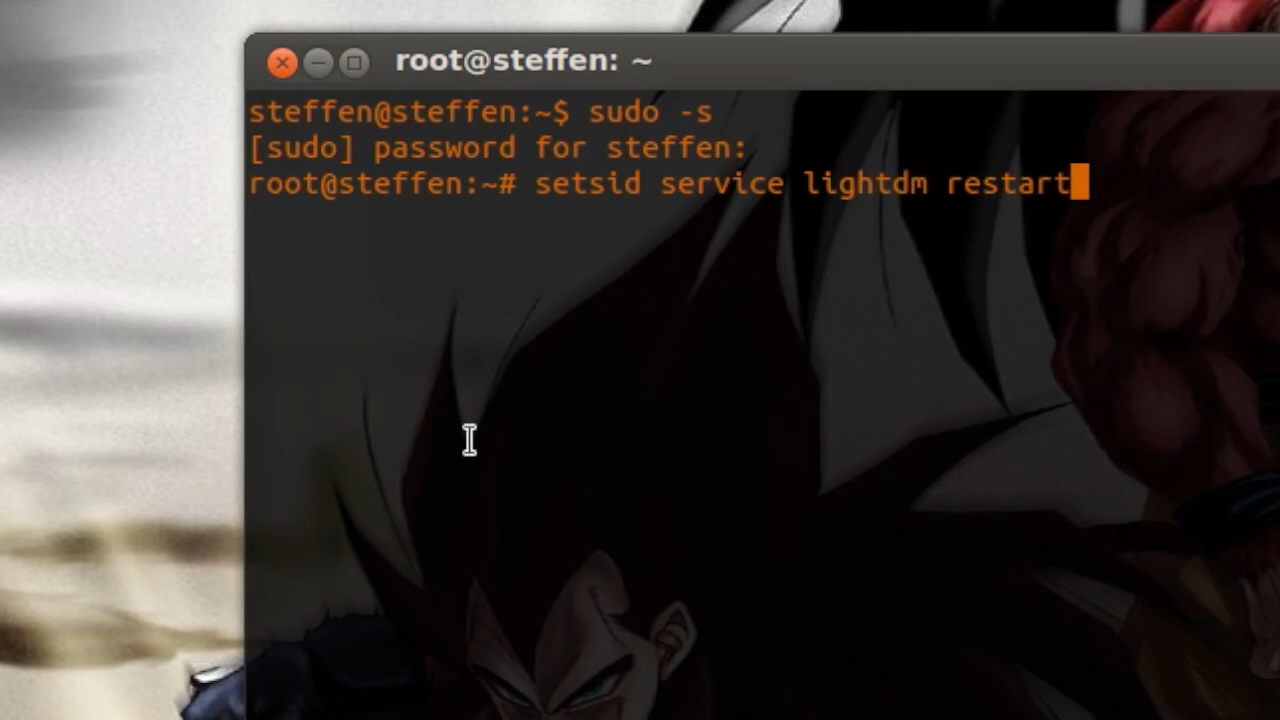 root@steffen: ~
steffen@steffen:~$ sudo -s
[sudo] password for steffen:
root@steffen:~# setsid service lightdm restart